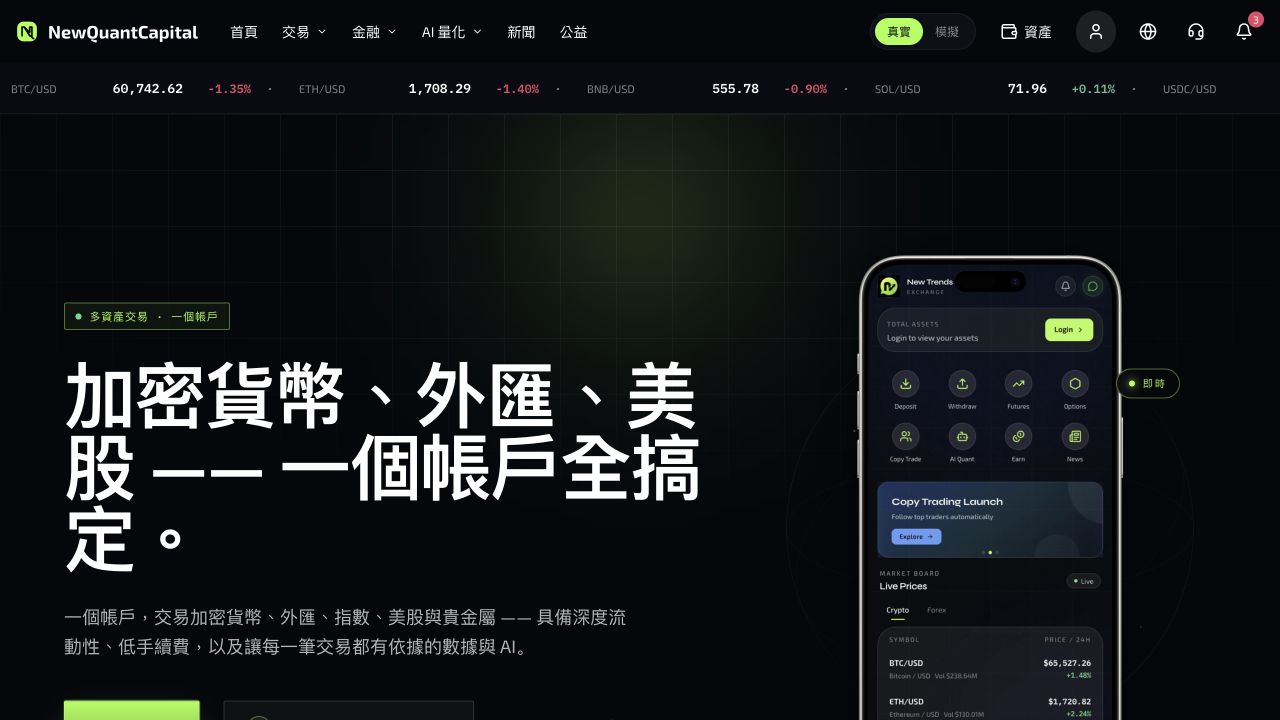 NewQuantCapital 首頁 交易 金融 AI 量化 新聞 公益 真實 模擬 資產 3
BTC/USD 60,742.62 -1.35% · ETH/USD 1,708.29 -1.40% · BNB/USD 555.78 -0.90% · SOL/USD 71.96 +0.11% · USDC/USD
多資產交易 · 一個帳戶
加密貨幣、外匯、美
股 —— 一個帳戶全搞
定。
一個帳戶，交易加密貨幣、外匯、指數、美股與貴金屬 —— 具備深度流
動性、低手續費，以及讓每一筆交易都有依據的數據與 AI。
New Trends
EXCHANGE
TOTAL ASSETS
Login to view your assets
Login
Deposit Withdraw Futures Options
即時
Copy Trade AI Quant Earn News
Copy Trading Launch
Follow top traders automatically
Explore
MARKET BOARD
Live Prices
Live
Crypto Forex
SYMBOL PRICE / 24H
BTC/USD $65,527.26
Bitcoin / USD Vol $238.64M +1.48%
ETH/USD $1,720.82
Ethereum / USD Vol $130.01M +2.24%